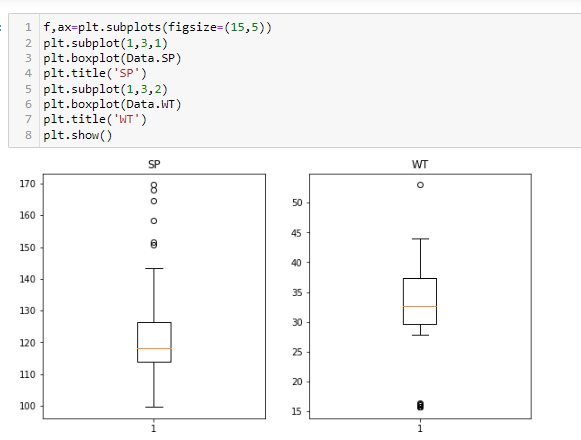 1 f,ax=plt.subplots(figsize=(15,5))
2 plt.subplot(1,3,1)
3 plt.boxplot(Data.SP)
4 plt.title('SP')
5 plt.subplot(1,3,2)
6 plt.boxplot(Data.WT)
7 plt.title('WT')
8 plt.show()
SP
170
160
150
140
130
120
110
100
1
WT
50
45
40
35
30
25
20
15
1